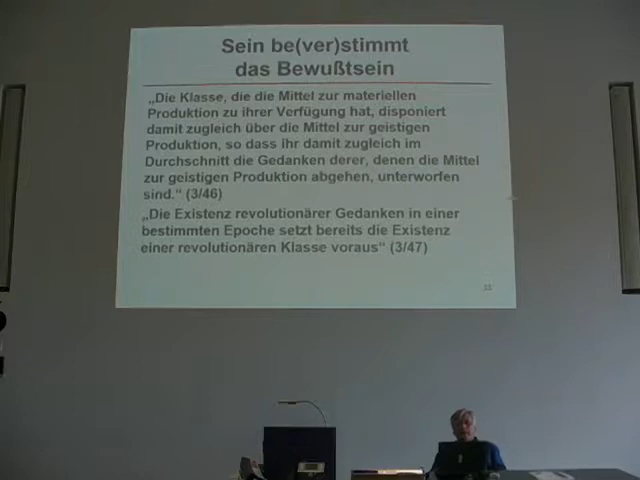 Sein be(ver)stimmt
das Bewußtsein
„Die Klasse, die die Mittel zur materiellen
Produktion zu ihrer Verfügung hat, disponiert
damit zugleich über die Mittel zur geistigen
Produktion, so dass ihr damit zugleich im
Durchschnitt die Gedanken derer, denen die Mittel
zur geistigen Produktion abgehen, unterworfen
sind.“ (3/46)
„Die Existenz revolutionärer Gedanken in einer
bestimmten Epoche setzt bereits die Existenz
einer revolutionären Klasse voraus“ (3/47)